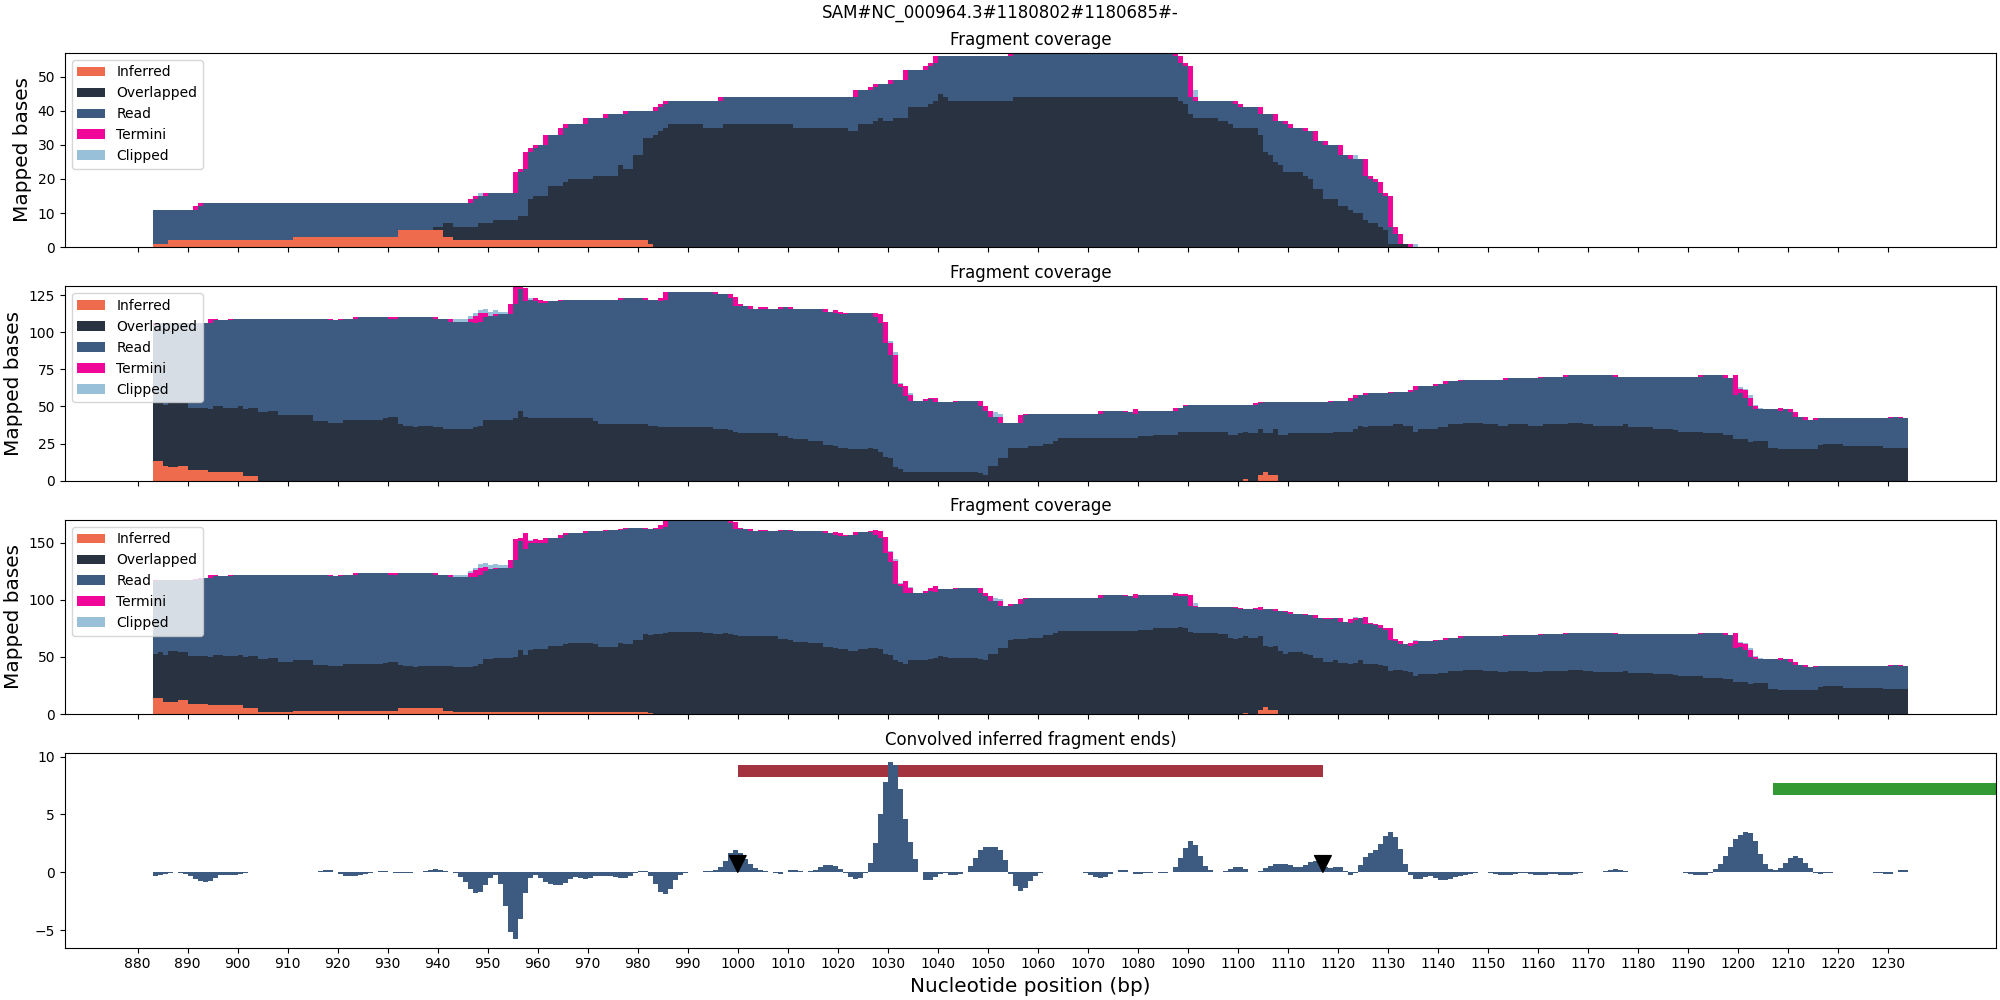 SAM#NC_000964.3#1180802#1180685#-
Fragment coverage
Mapped bases
50
40
30
20
10
0
Inferred
Overlapped
Read
Termini
Clipped
Fragment coverage
Mapped bases
125
100
75
50
25
0
Inferred
Overlapped
Read
Termini
Clipped
Fragment coverage
Mapped bases
150
100
50
0
Inferred
Overlapped
Read
Termini
Clipped
Convolved inferred fragment ends)
10
5
0
−5
880 890 900 910 920 930 940 950 960 970 980 990 1000 1010 1020 1030 1040 1050 1060 1070 1080 1090 1100 1110 1120 1130 1140 1150 1160 1170 1180 1190 1200 1210 1220 1230
Nucleotide position (bp)